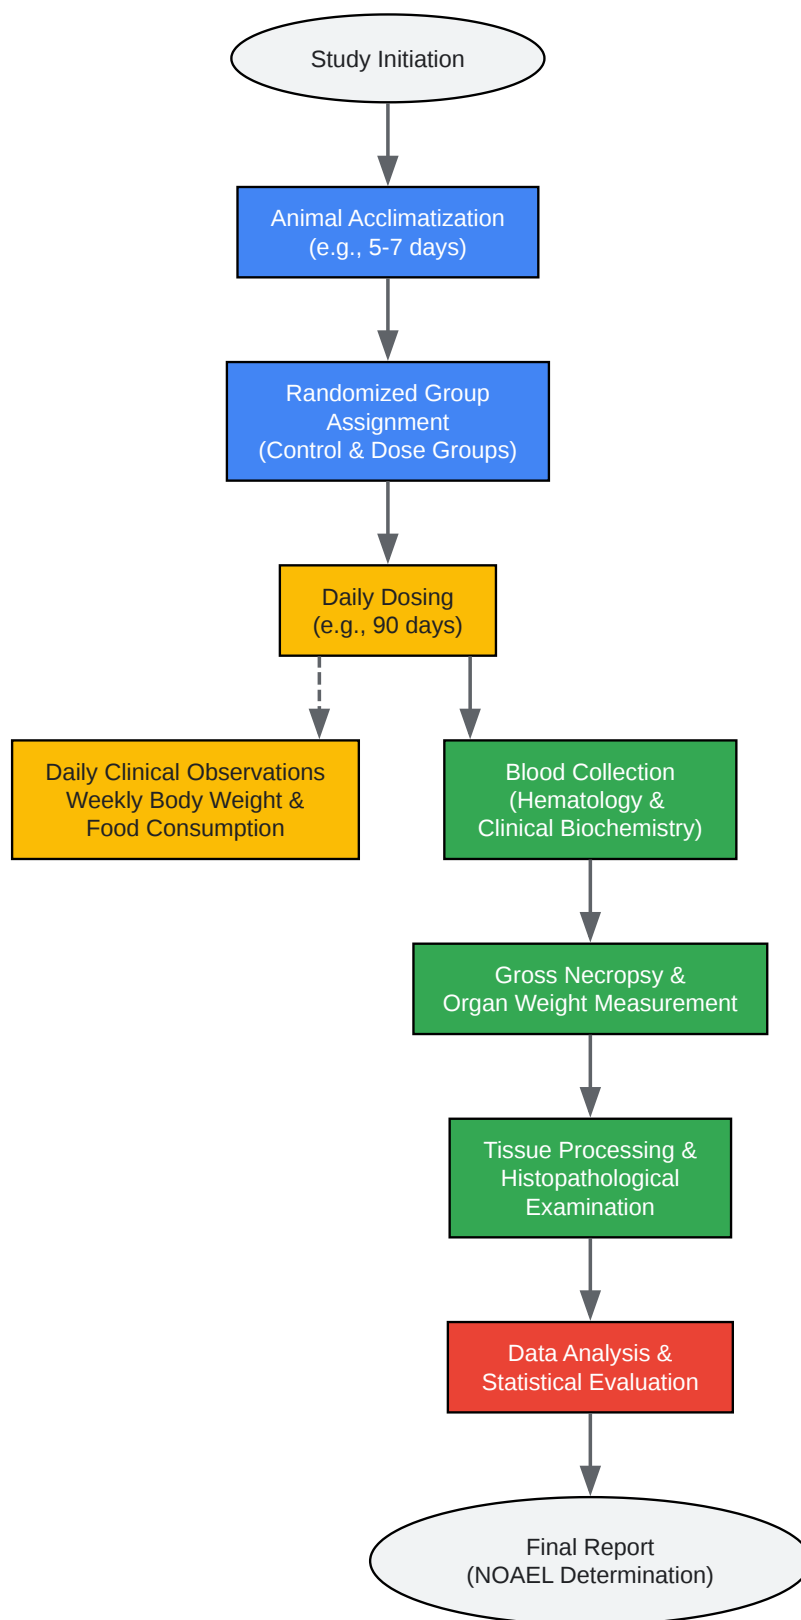 Study Initiation
Animal Acclimatization
(e.g., 5-7 days)
Randomized Group
Assignment
(Control & Dose Groups)
Daily Dosing
(e.g., 90 days)
Daily Clinical Observations
Weekly Body Weight &
Food Consumption
Blood Collection
(Hematology &
Clinical Biochemistry)
Gross Necropsy &
Organ Weight Measurement
Tissue Processing &
Histopathological
Examination
Data Analysis &
Statistical Evaluation
Final Report
(NOAEL Determination)